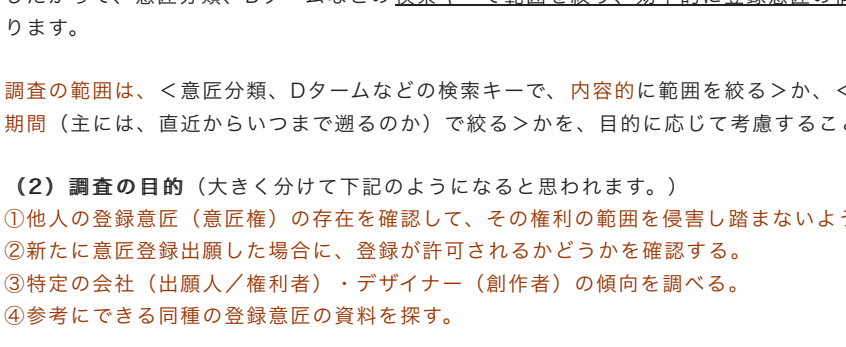 ります。
調査の範囲は、＜意匠分類、Dタームなどの検索キーで、内容的に範囲を絞る＞か、＜
期間（主には、直近からいつまで遡るのか）で絞る＞かを、目的に応じて考慮するこ
（2）調査の目的（大きく分けて下記のようになると思われます。）
①他人の登録意匠（意匠権）の存在を確認して、その権利の範囲を侵害し踏まないよ
②新たに意匠登録出願した場合に、登録が許可されるかどうかを確認する。
③特定の会社（出願人／権利者）・デザイナー（創作者）の傾向を調べる。
④参考にできる同種の登録意匠の資料を探す。